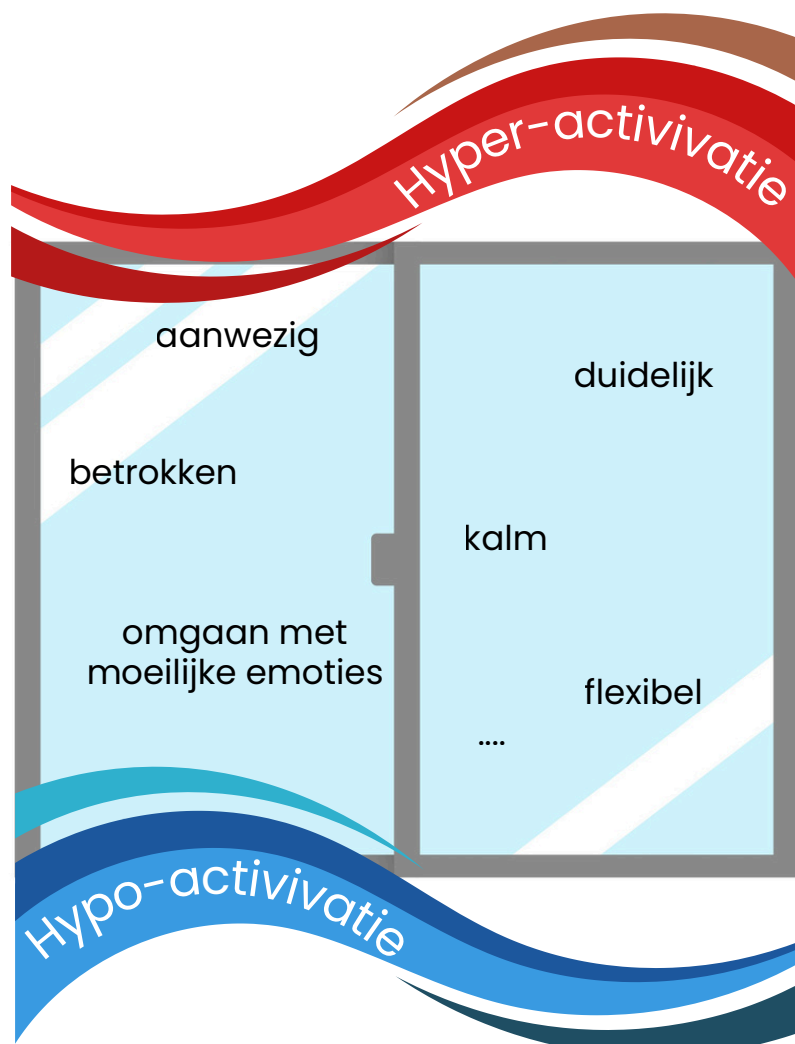 Hyper-activivatie
aanwezig
duidelijk
betrokken
kalm
omgaan met
moeilijke emoties
flexibel
....
Hypo-activivatie